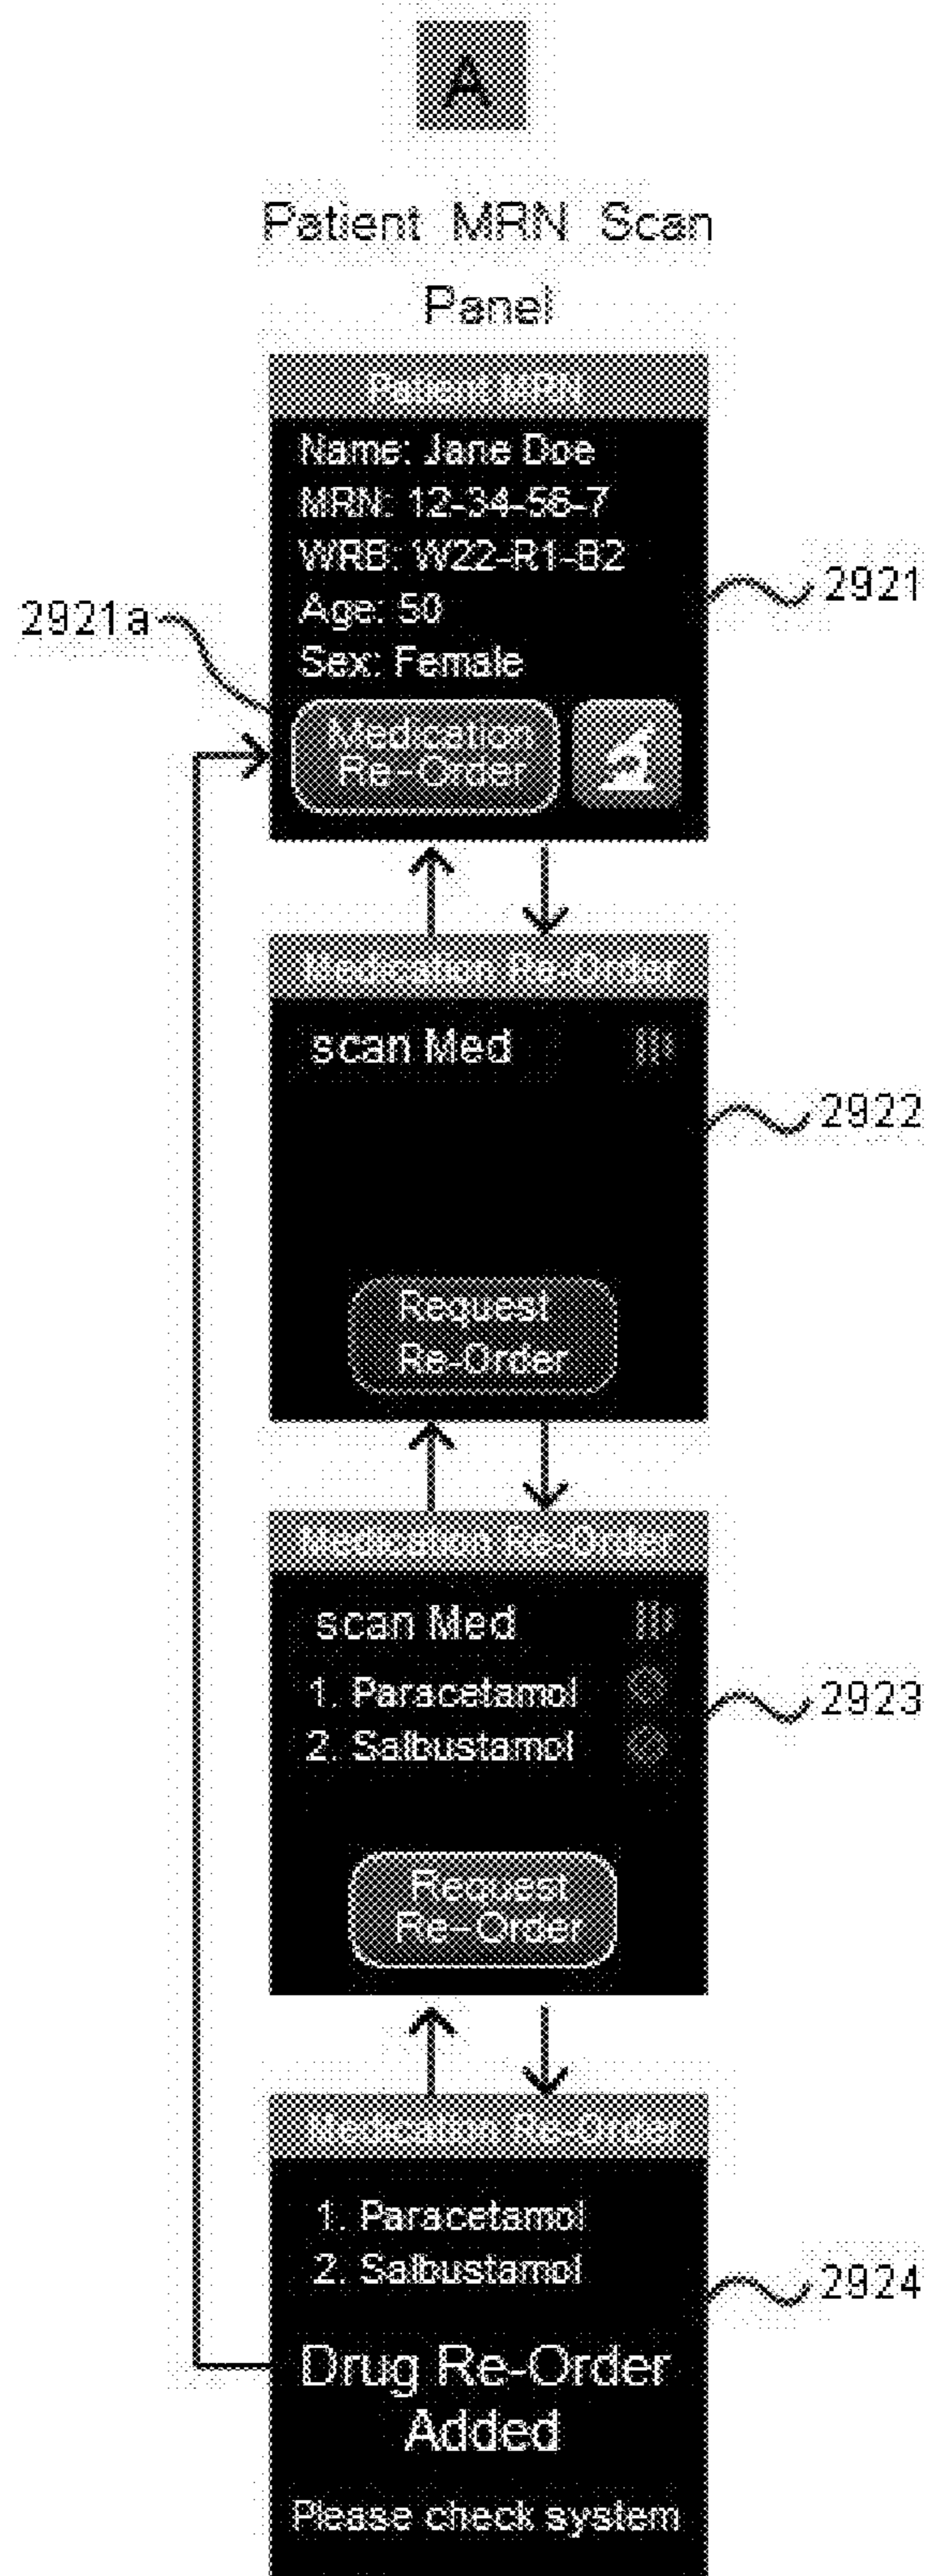 A
Patient MRN Scan
Panel
Patient MRN
Name: Jane Doe
MRN: 12-34-56-7
WRB: W22-R1-B2
2921
2921a
Age: 50
Sex: Female
Medication
Re-Order
Medication Re-Order
scan Med
2922
Request
Re-Order
Medication Re-Order
scan Med
1. Paracetamol
2923
2. Salbustamol
Request
Re-Order
Medication Re-Order
1. Paracetamol
2. Salbustamol
2924
Drug Re-Order
Added
Please check system